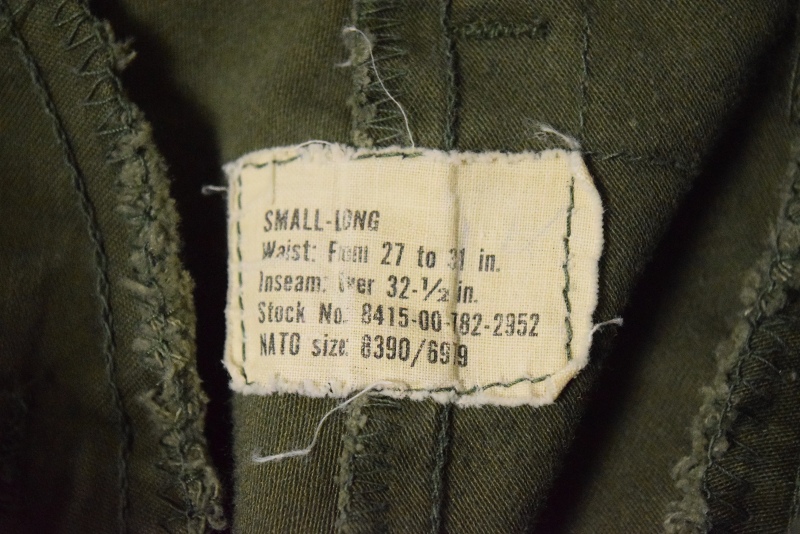 SMALL-LONG
Waist: From 27 to 31 in.
Inseam: Over 32-½ in.
Stock No. 8415-00-782-2952
NATO size: 8390/6979